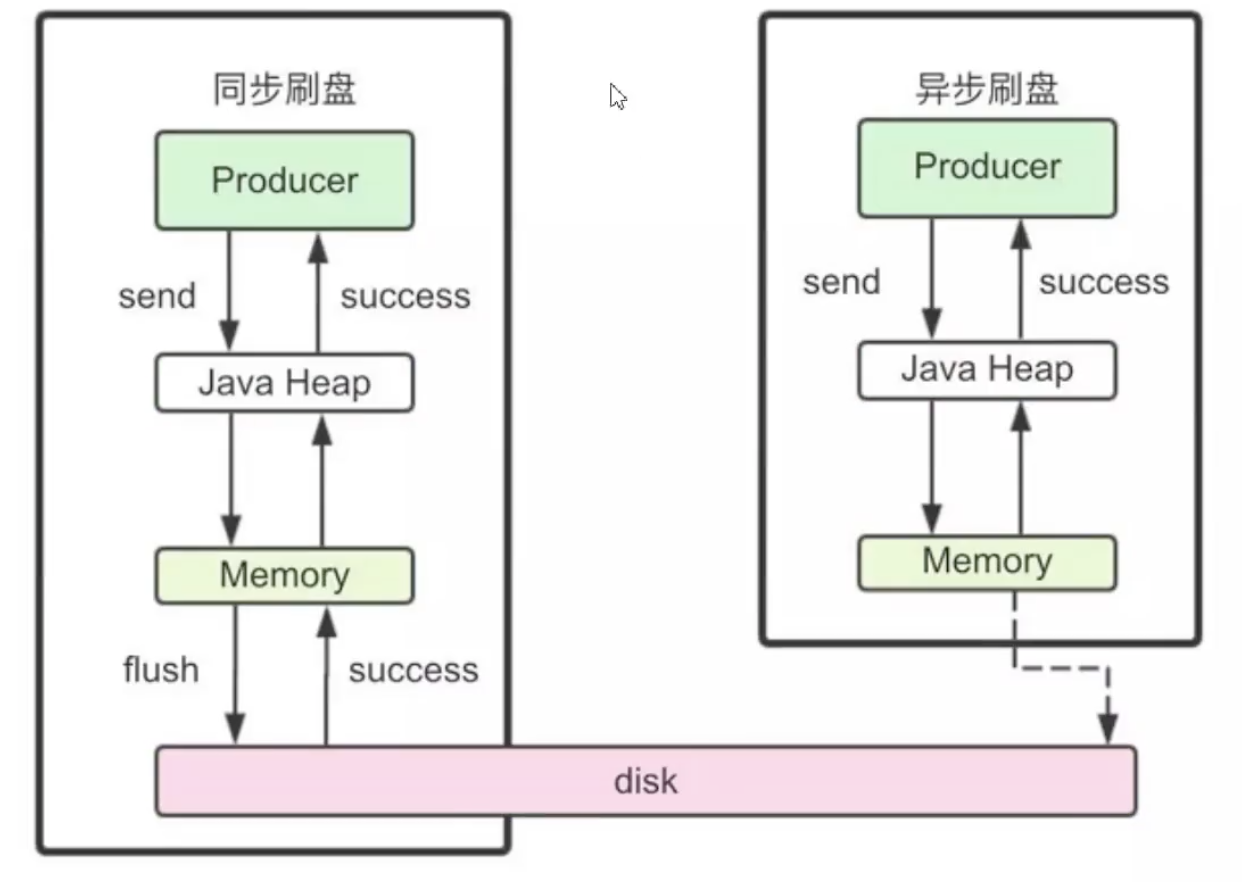 同步刷盘
Producer
send
success
Java Heap
Memory
flush
success
异步刷盘
Producer
send
success
Java Heap
Memory
disk